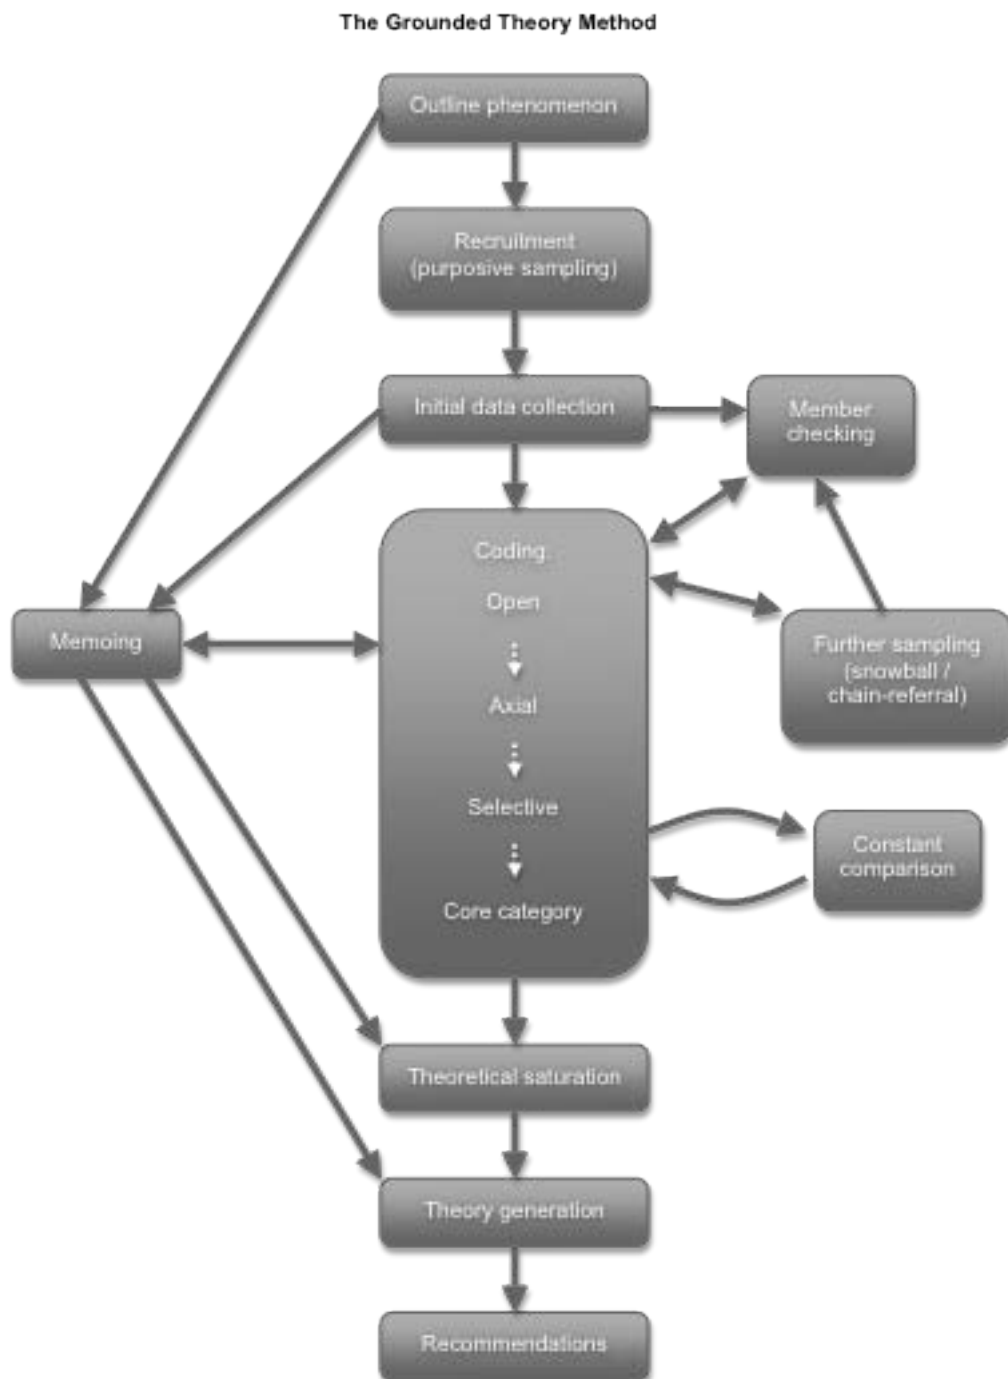 The Grounded Theory Method
Outline phenomenon
Recruitment
(purposive sampling)
Initial data collection
Member
checking
Coding:
Open
Memoing
Further sampling
(snowball /
chain-referral)
Axial
Selective
Constant
comparison
Core category
Theoretical saturation
Theory generation
Recommendations